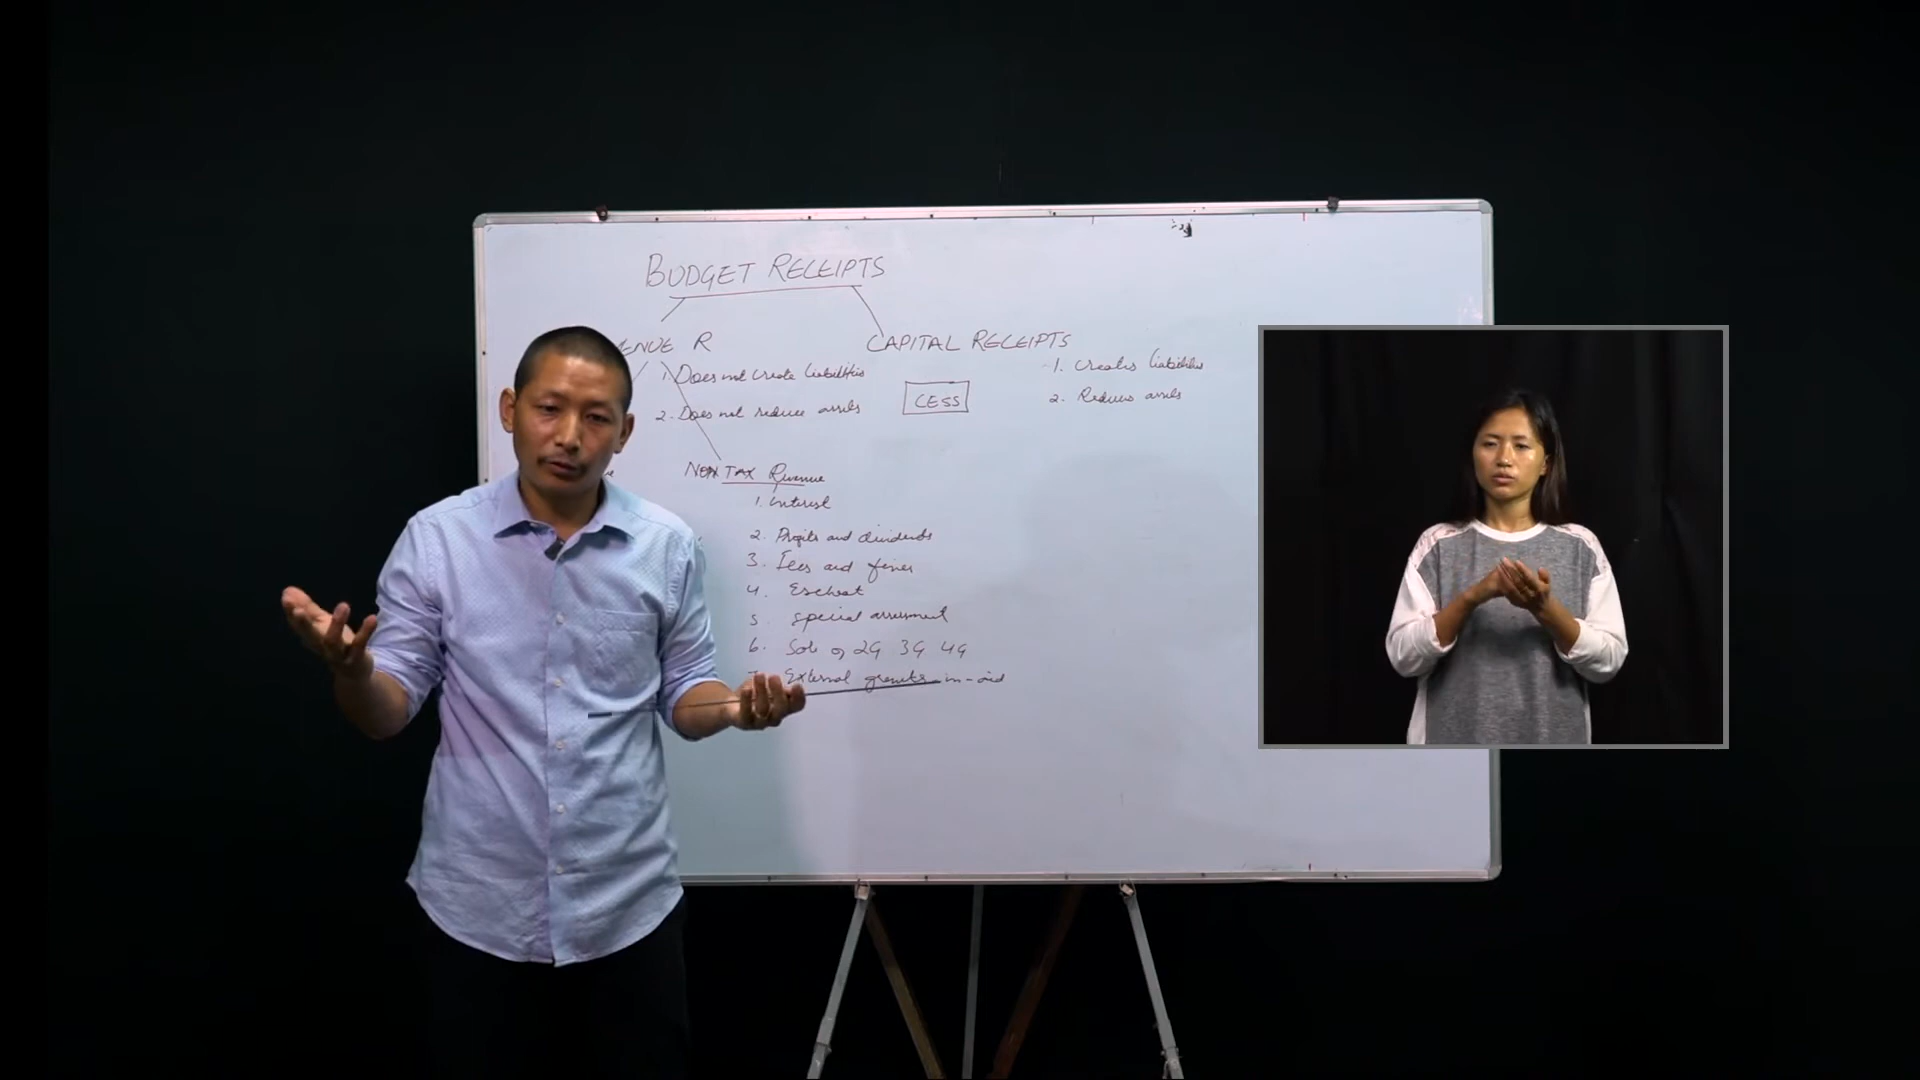 BUDGET RECEIPTS
ENUE R
CAPITAL RECEIPTS
1. Does not create liabilities
2. Does not reduce assets
CESS
1. Creates liabilities
2. Reduces assets
NON TAX Revenue
1. Interest
2. Profits and dividends
3. Fees and fines
4. Escheat
5. Special assessment
6. Sale of 2G 3G 4G
External grants-in-aid